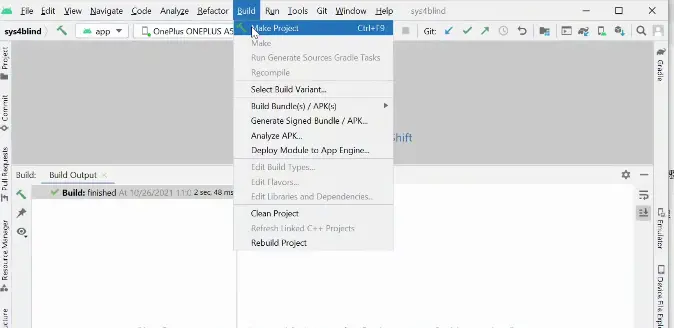 File Edit View Navigate Code Analyze Refactor Build Run Tools Git Window Help sys4blind
sys4blind app OnePlus ONEPLUS A5 Git:
Project
Commit
Pull Requests
Resource Manager
Make Project Ctrl+F9
Make
Run Generate Sources Gradle Tasks
Recompile
Select Build Variant...
Build Bundle(s) / APK(s)
Generate Signed Bundle / APK...
Analyze APK...
Deploy Module to App Engine...
Edit Build Types...
Edit Flavors...
Edit Libraries and Dependencies...
Clean Project
Refresh Linked C++ Projects
Rebuild Project
Shift
Build: Build Output
Build: finished At 10/26/2021 11:0 2 sec, 48 ms
Gradle
Emulator
Device File Explo